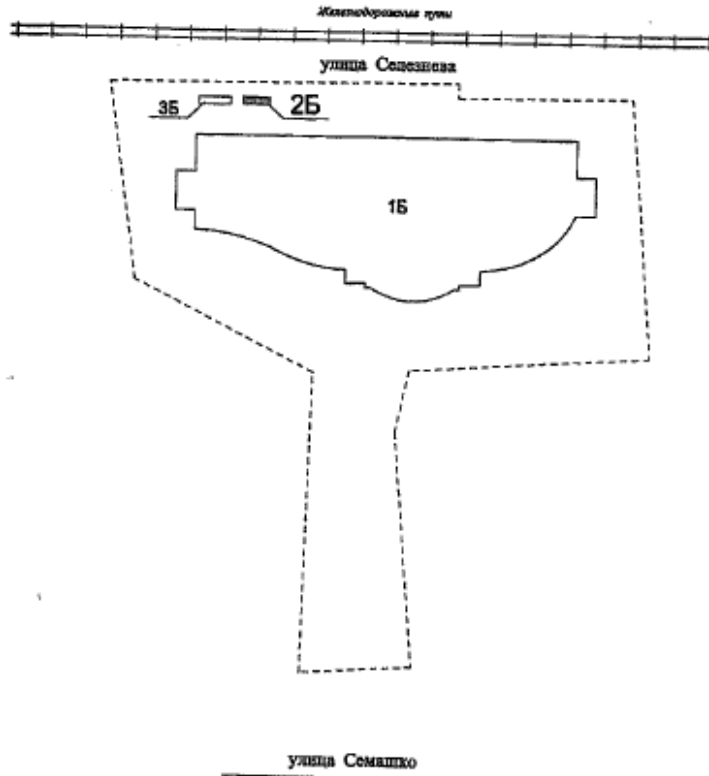 Железнодорожные пути
улица Селезнева
3Б 2Б
1Б
улица Семашко